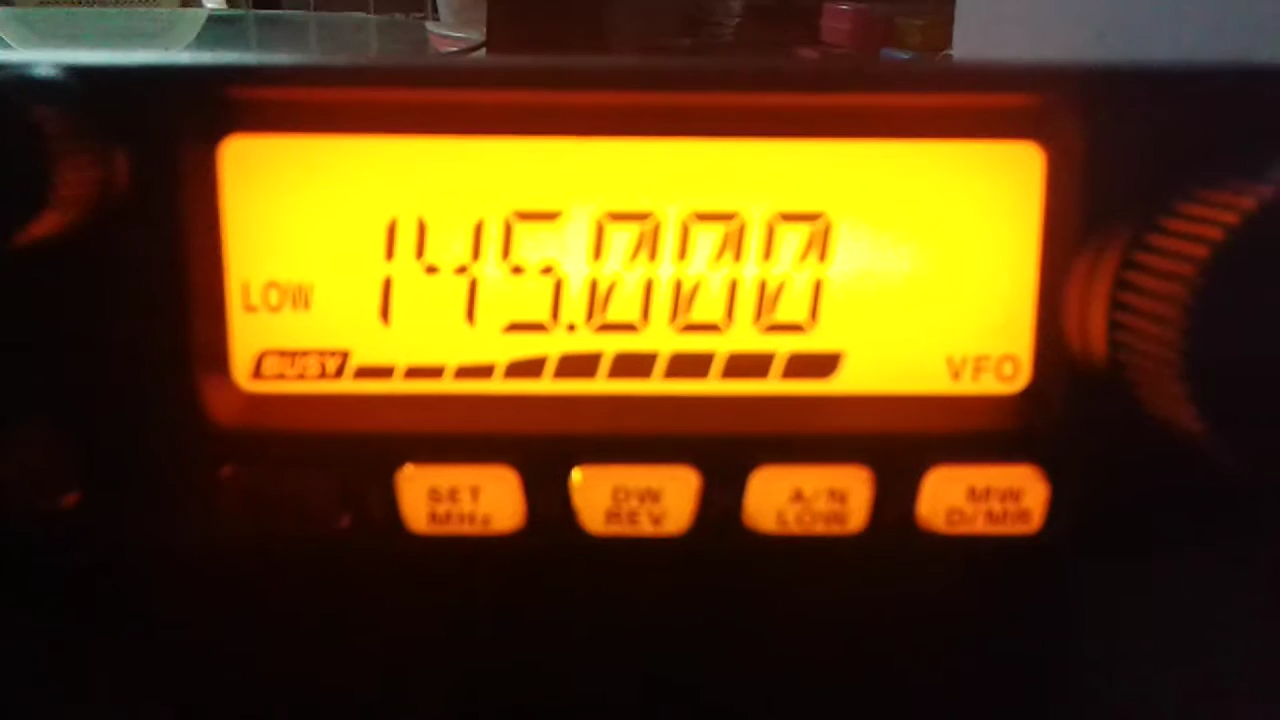 145.000
LOW
BUSY
VFO
SET
MHz
DW
REV
A/N
LOW
MW
D/MR